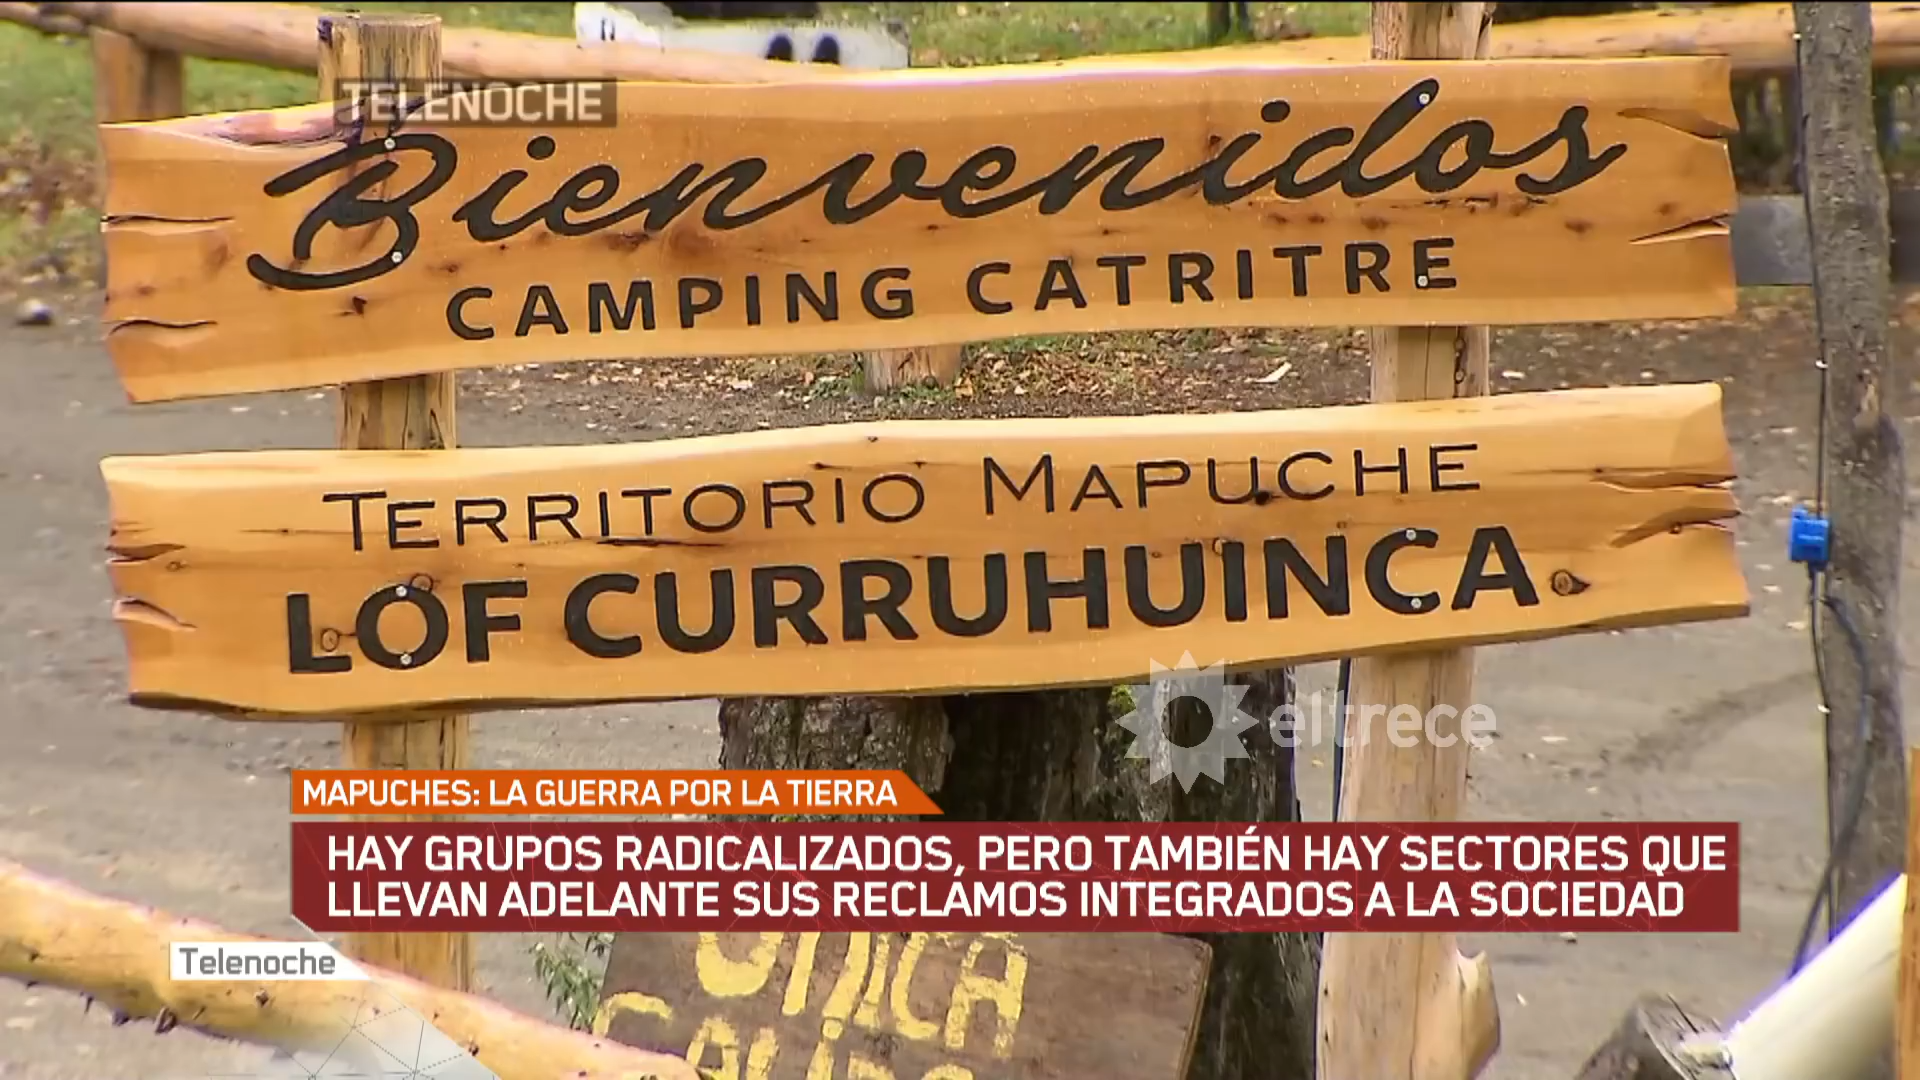 TELENOCHE
Bienvenidos
CAMPING CATRITRE
TERRITORIO MAPUCHE
LOF CURRUHUINCA
eltrece
MAPUCHES: LA GUERRA POR LA TIERRA
HAY GRUPOS RADICALIZADOS, PERO TAMBIÉN HAY SECTORES QUE
LLEVAN ADELANTE SUS RECLAMOS INTEGRADOS A LA SOCIEDAD
Telenoche
UNICA